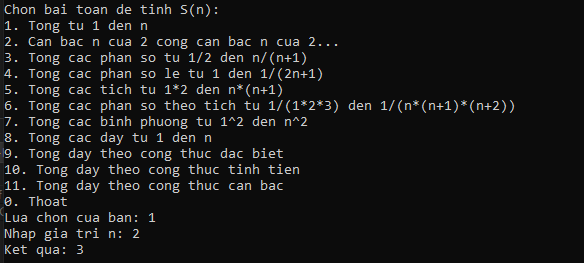 Chon bai toan de tinh S(n):
1. Tong tu 1 den n
2. Can bac n cua 2 cong can bac n cua 2...
3. Tong cac phan so tu 1/2 den n/(n+1)
4. Tong cac phan so le tu 1 den 1/(2n+1)
5. Tong cac tich tu 1*2 den n*(n+1)
6. Tong cac phan so theo tich tu 1/(1*2*3) den 1/(n*(n+1)*(n+2))
7. Tong cac binh phuong tu 1^2 den n^2
8. Tong cac day tu 1 den n
9. Tong day theo cong thuc dac biet
10. Tong day theo cong thuc tinh tien
11. Tong day theo cong thuc can bac
0. Thoat
Lua chon cua ban: 1
Nhap gia tri n: 2
Ket qua: 3